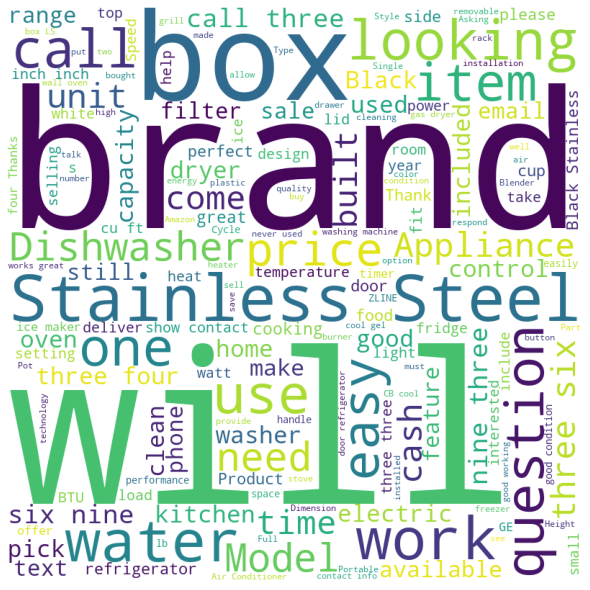 range top call three side please grill Style removable Asking
box LS put two Speed made Type Single rack installation
call box looking
wall oven inch inch help bought allow drawer cleaning gas dryer
unit white high filter sale lid Black used power item email
brand
four Thanks selling talk number s capacity energy perfect plastic ice design quality buy room color year condition built Thank air cup well Blender included Black Stainless
dryer come Amazon great fit take respond
cu ft Cycle never used washing machine option easily
Dishwasher price Appliance
works great still heat heater sell save temperature timer door ZLINE control
Stainless Steel
ice maker deliver show contact cooking cool gel food fridge Part
oven setting Pot one watt home burner good light must button
three four make door refrigerator CB cool feature include interested nine three three six
Will use easy cash question
technology clean phone provide handle need washer three three installed good working good condition
performance Product space stove
BTU load Dimension freezer
six nine offer kitchen time electric GE Height small
water Full Model work see
pick text lb refrigerator Air Conditioner Portable contact info available